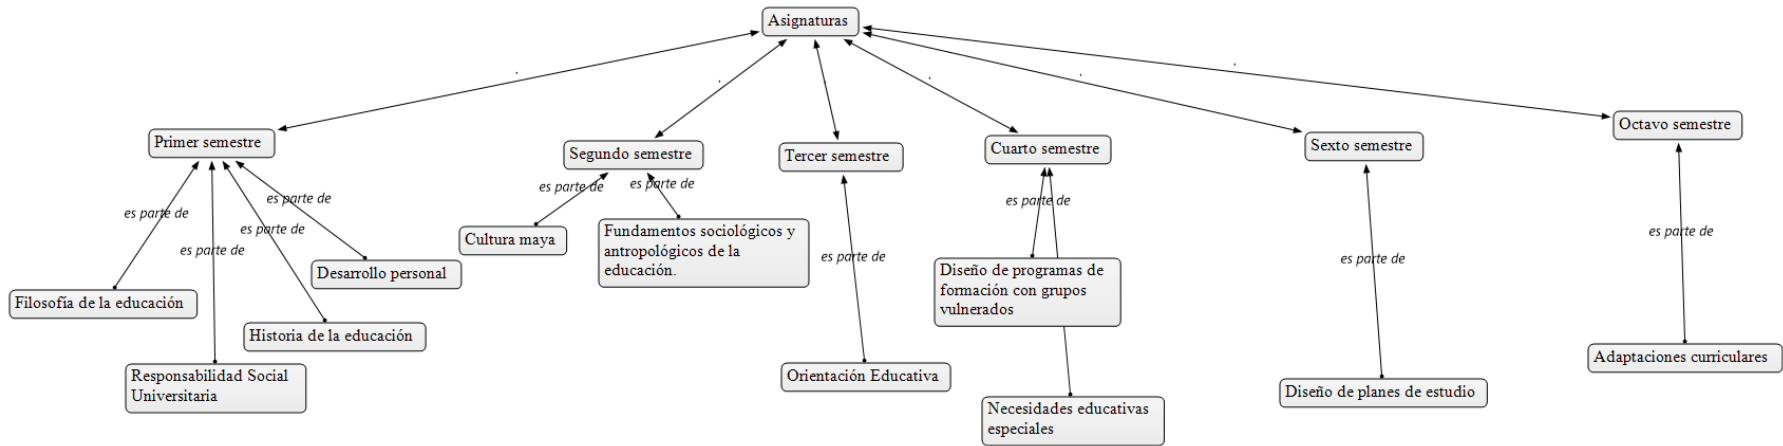 Asignaturas
Primer semestre
Segundo semestre
Tercer semestre
Cuarto semestre
Sexto semestre
Octavo semestre
es parte de
es parte de
es parte de
es parte de
es parte de
es parte de
es parte de
es parte de
es parte de
es parte de
Filosofía de la educación
Responsabilidad Social
Universitaria
Historia de la educación
Desarrollo personal
Cultura maya
Fundamentos sociológicos y
antropológicos de la
educación.
Orientación Educativa
Diseño de programas de
formación con grupos
vulnerados
Necesidades educativas
especiales
Diseño de planes de estudio
Adaptaciones curriculares